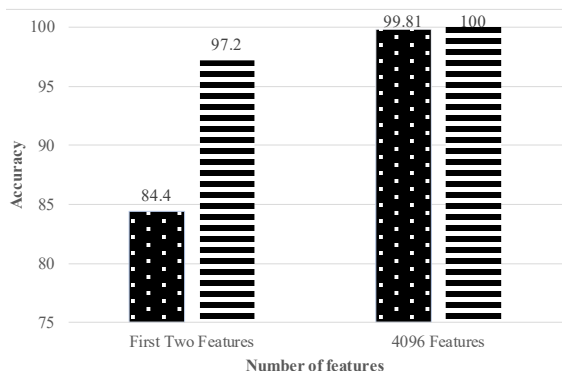 100
99.81
100
97.2
95
90
84.4
85
80
75
First Two Features
4096 Features
Number of features
Accuracy